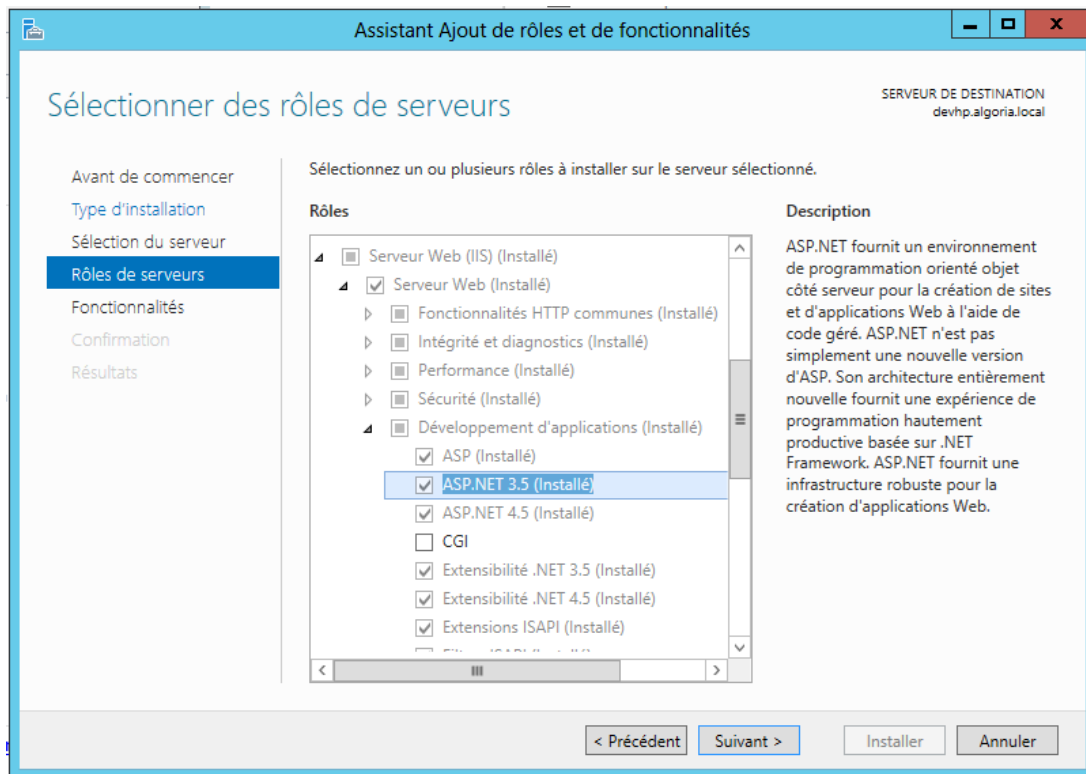 Assistant Ajout de rôles et de fonctionnalités
Sélectionner des rôles de serveurs
SERVEUR DE DESTINATION
devhp.algoria.local
Avant de commencer
Type d'installation
Sélection du serveur
Rôles de serveurs
Fonctionnalités
Confirmation
Résultats
Sélectionnez un ou plusieurs rôles à installer sur le serveur sélectionné.
Rôles
Serveur Web (IIS) (Installé)
Serveur Web (Installé)
Fonctionnalités HTTP communes (Installé)
Intégrité et diagnostics (Installé)
Performance (Installé)
Sécurité (Installé)
Développement d'applications (Installé)
ASP (Installé)
ASP.NET 3.5 (Installé)
ASP.NET 4.5 (Installé)
CGI
Extensibilité .NET 3.5 (Installé)
Extensibilité .NET 4.5 (Installé)
Extensions ISAPI (Installé)
Description
ASP.NET fournit un environnement
de programmation orienté objet
côté serveur pour la création de sites
et d'applications Web à l'aide de
code géré. ASP.NET n'est pas
simplement une nouvelle version
d'ASP. Son architecture entièrement
nouvelle fournit une expérience de
programmation hautement
productive basée sur .NET
Framework. ASP.NET fournit une
infrastructure robuste pour la
création d'applications Web.
< Précédent
Suivant >
Installer
Annuler